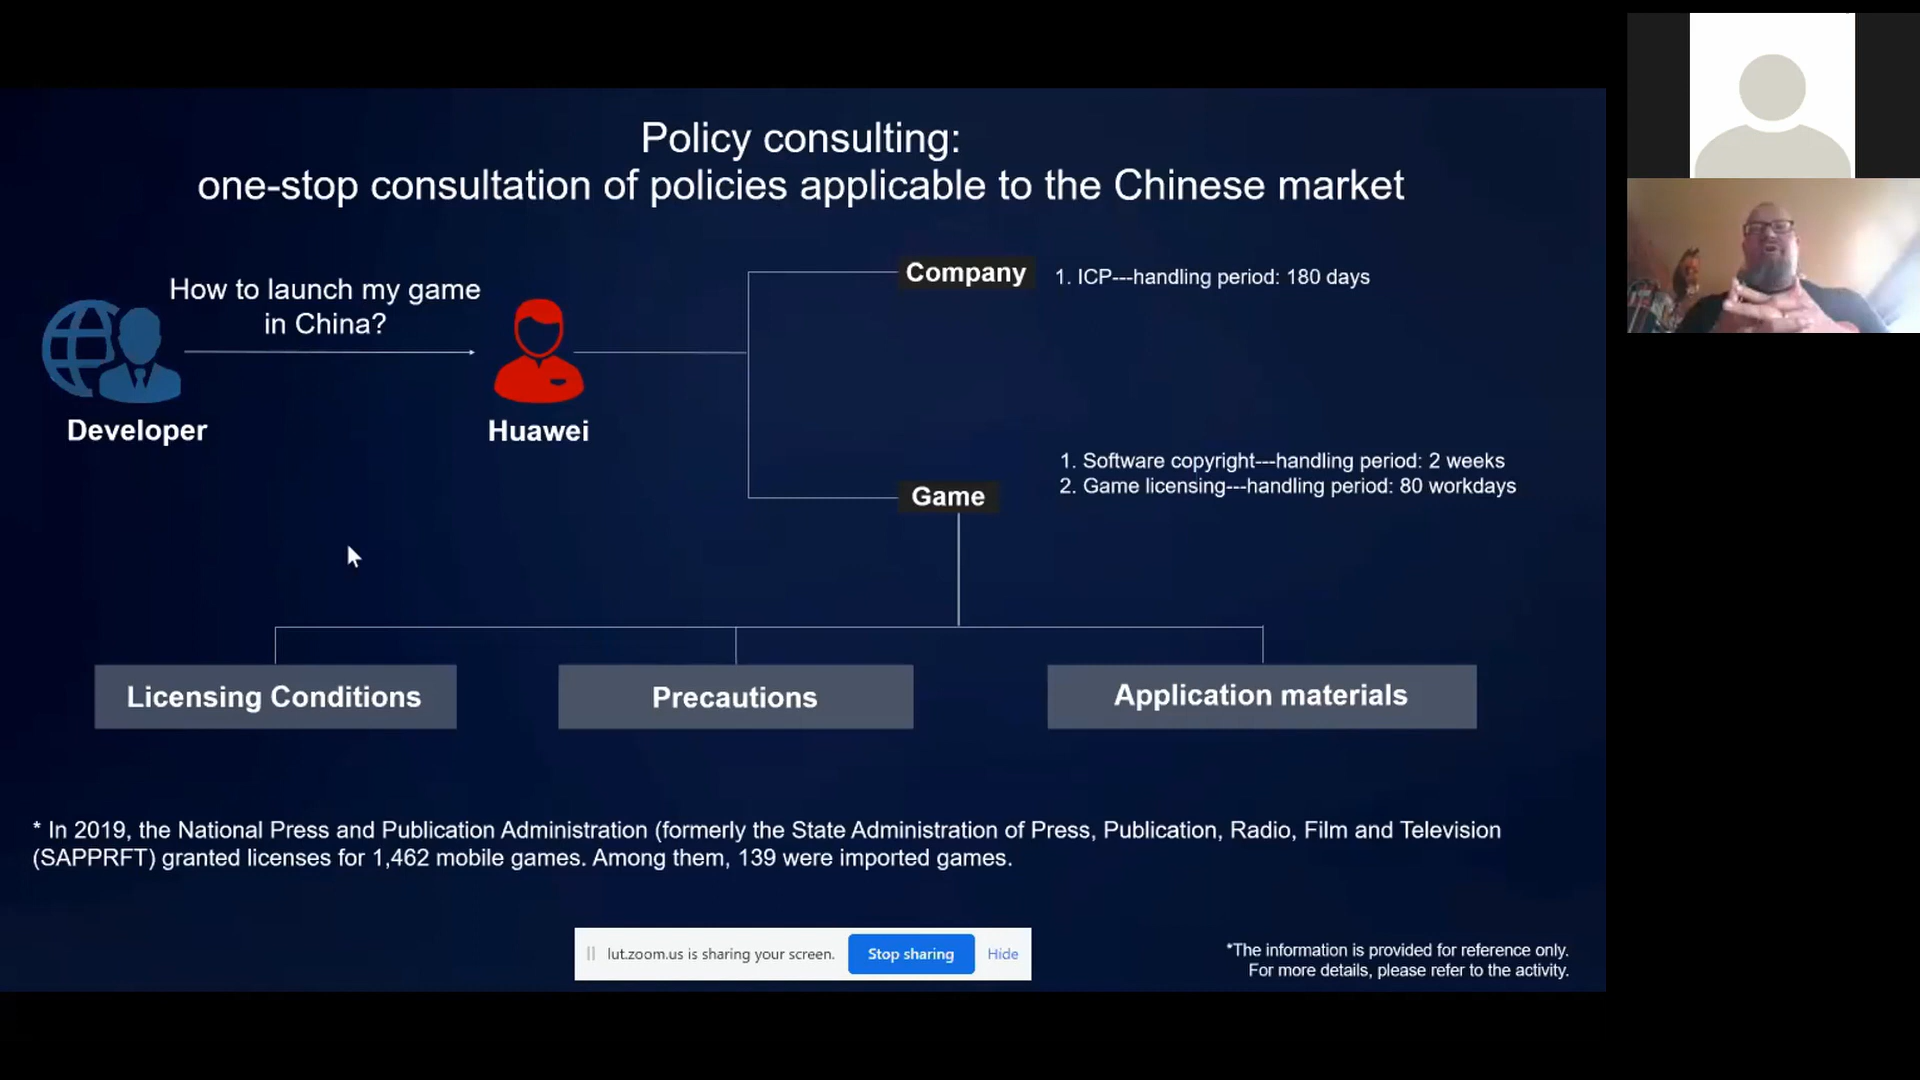 Policy consulting:
one-stop consultation of policies applicable to the Chinese market
How to launch my game
in China?
Developer
Huawei
Company
1. ICP---handling period: 180 days
Game
1. Software copyright---handling period: 2 weeks
2. Game licensing---handling period: 80 workdays
Licensing Conditions
Precautions
Application materials
* In 2019, the National Press and Publication Administration (formerly the State Administration of Press, Publication, Radio, Film and Television
(SAPPRFT) granted licenses for 1,462 mobile games. Among them, 139 were imported games.
lut.zoom.us is sharing your screen.
Stop sharing
Hide
*The information is provided for reference only.
For more details, please refer to the activity.